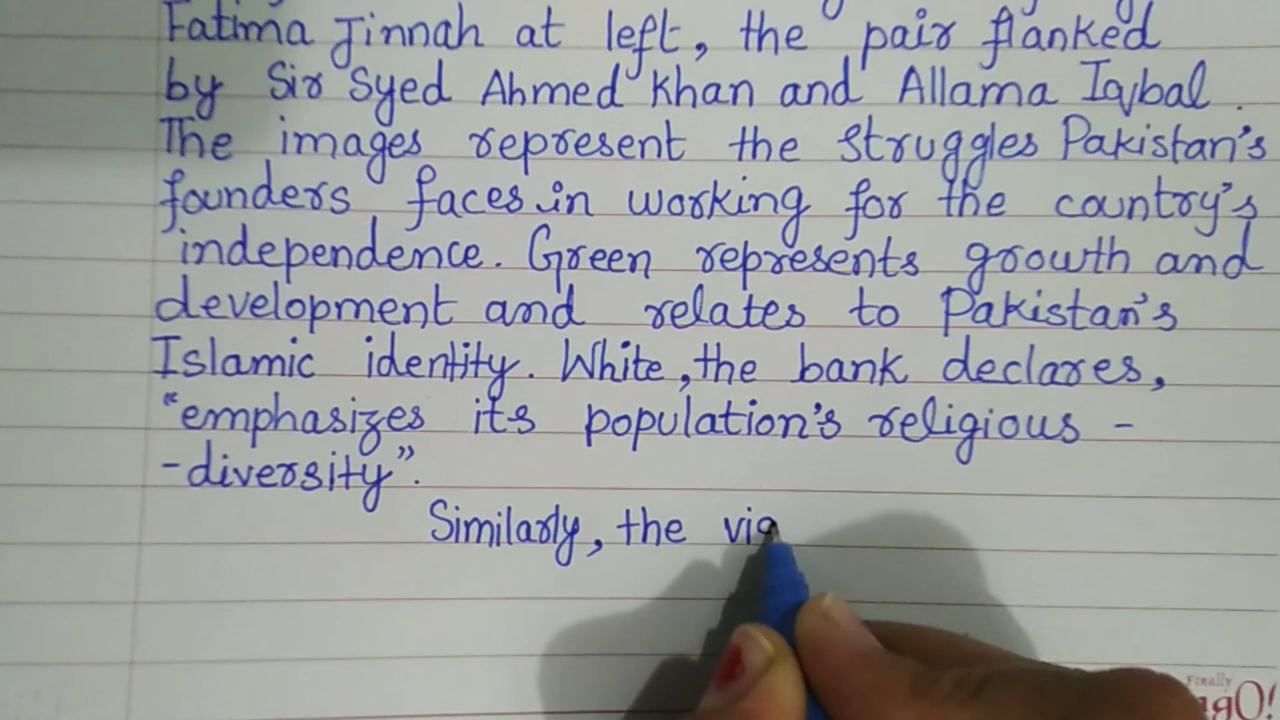 Fatima Jinnah at left, the pair flanked
by Sir Syed Ahmed Khan and Allama Iqbal.
The images represent the struggles Pakistan's
founders faces in working for the country's
independence. Green represents growth and
development and relates to Pakistan's
Islamic identity. White, the bank declares,
"emphasizes its population's religious -
-diversity".
Similarly, the vig
Finally